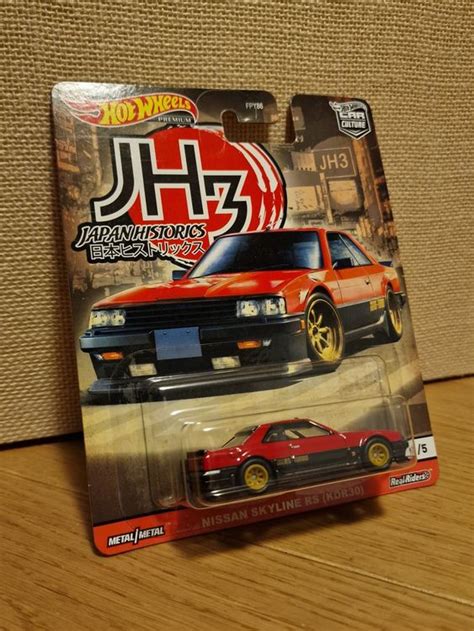 Hot Wheels
PREMIUM
FPY86
CAR
CULTURE
JH3
JH3
JAPAN HISTORICS
日本ヒストリックス
/5
Real Riders
NISSAN SKYLINE RS (KDR30)
METAL/METAL